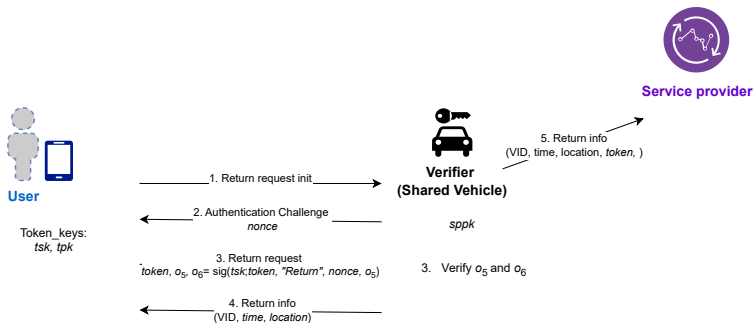 Service provider
5. Return info
(VID, time, location, token, )
Verifier
(Shared Vehicle)
1. Return request init
User
2. Authentication Challenge
nonce
sppk
Token_keys:
tsk, tpk
3. Return request
token, o5, o6= sig(tsk;token, "Return", nonce, o5)
3. Verify o5 and o6
4. Return info
(VID, time, location)